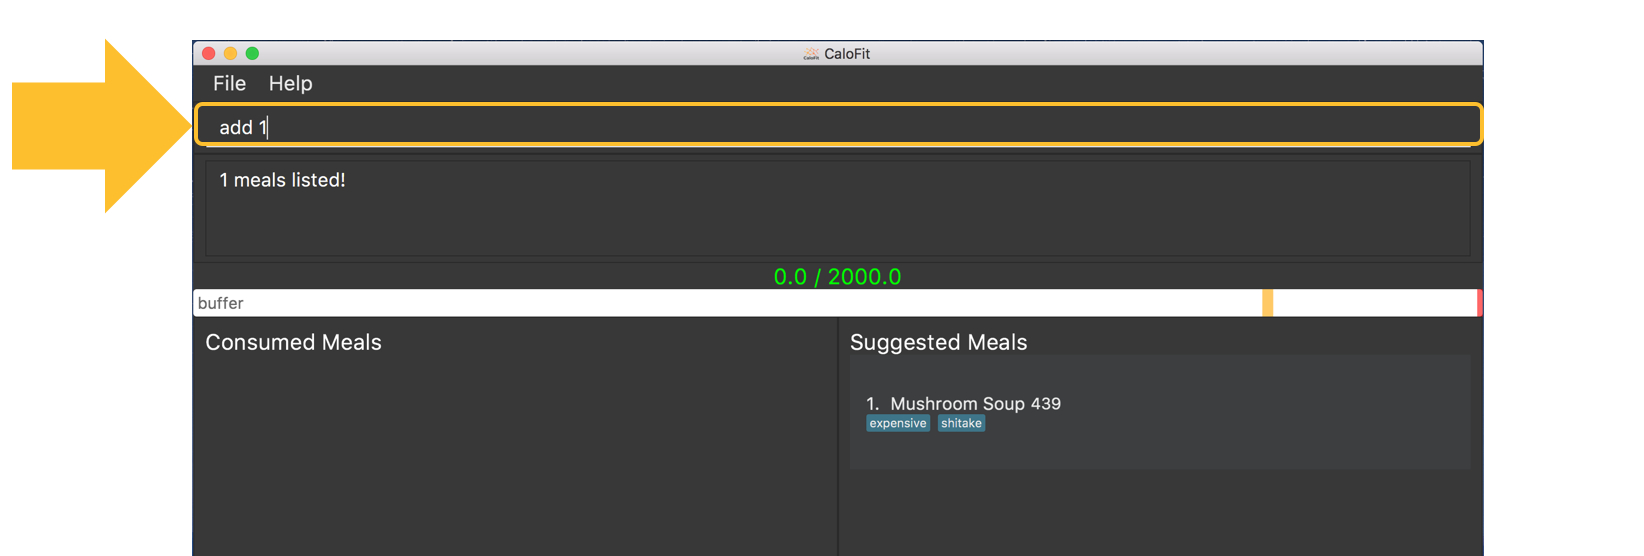 CaloFit
File Help
add 1
1 meals listed!
0.0 / 2000.0
buffer
Consumed Meals
Suggested Meals
1. Mushroom Soup 439
expensive shitake